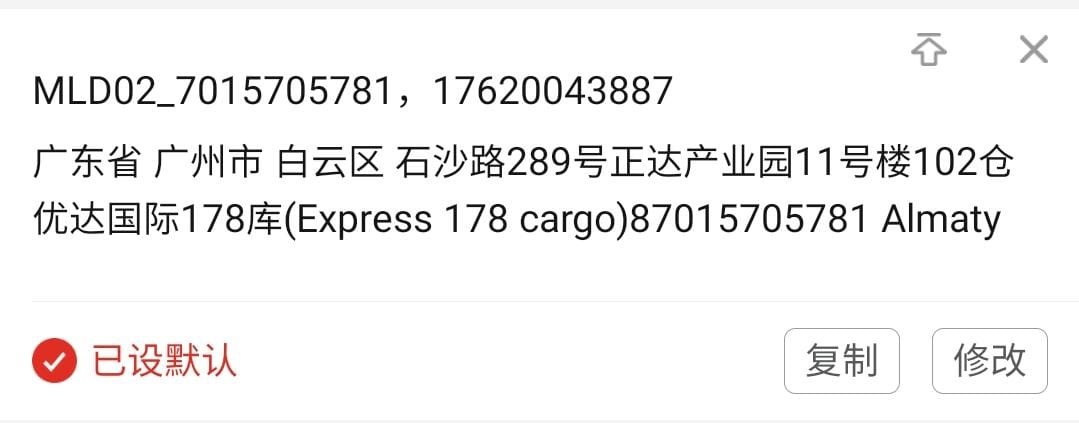 MLD02_7015705781，17620043887
广东省 广州市 白云区 石沙路289号正达产业园11号楼102仓
优达国际178库(Express 178 cargo)87015705781 Almaty
已设默认
复制
修改